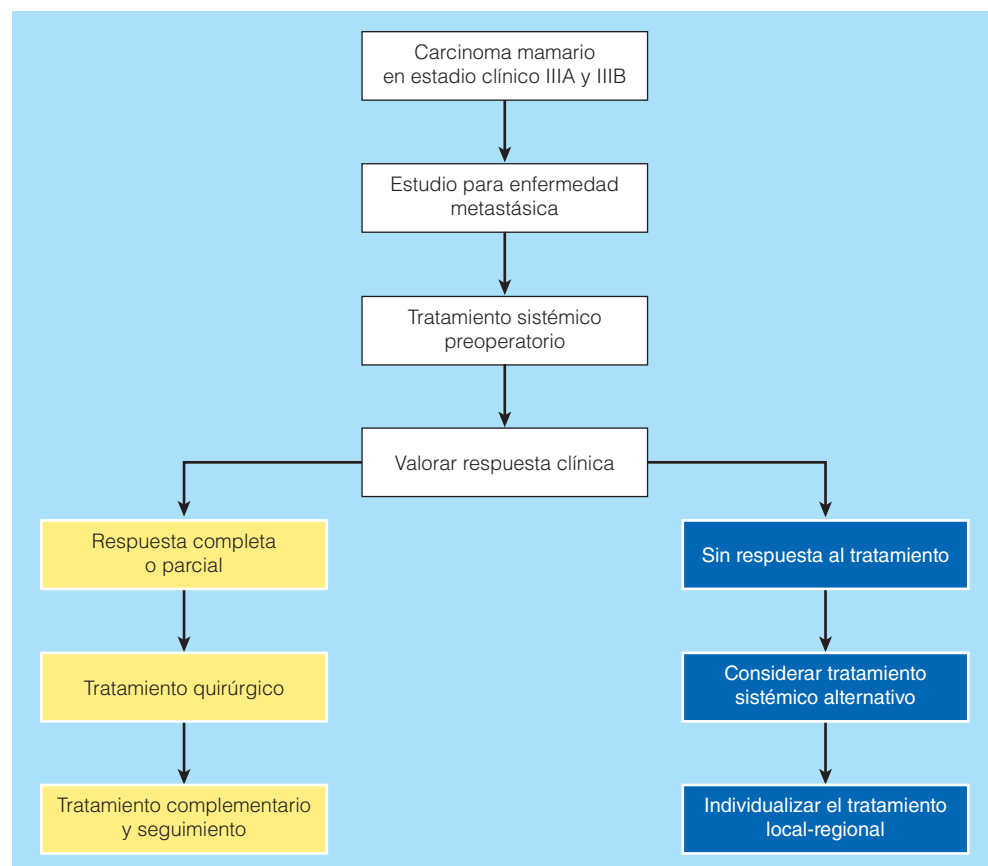 Carcinoma mamario
en estadio clínico IIIA y IIIB
Estudio para enfermedad
metastásica
Tratamiento sistémico
preoperatorio
Valorar respuesta clínica
Respuesta completa
o parcial
Sin respuesta al tratamiento
Tratamiento quirúrgico
Considerar tratamiento
sistémico alternativo
Tratamiento complementario
y seguimiento
Individualizar el tratamiento
local-regional